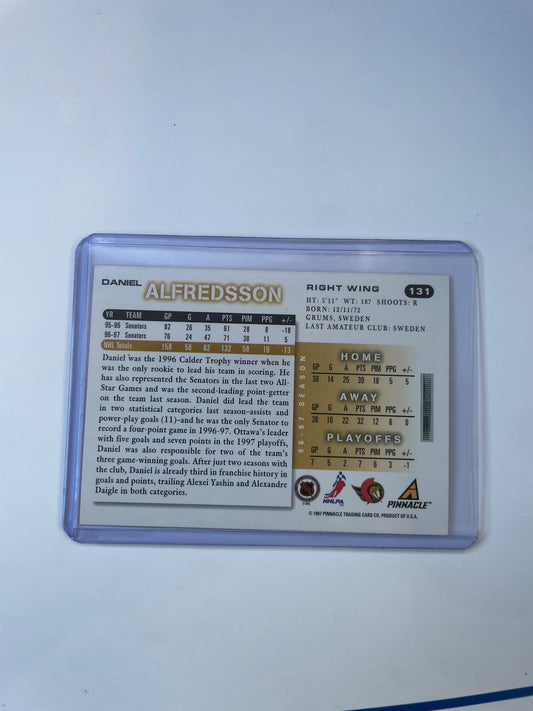 DANIEL
ALFREDSSON
RIGHT WING
131
HT: 5'11" WT: 187 SHOOTS: R
BORN: 12/11/72
GRUMS, SWEDEN
LAST AMATEUR CLUB: SWEDEN
YR TEAM GP G A PTS PIM PPG +/-
95-96 Senators 82 26 35 61 28 8 -18
96-97 Senators 76 24 47 71 30 11 5
NHL Totals 158 50 82 132 58 19 -13
Daniel was the 1996 Calder Trophy winner when he
was the only rookie to lead his team in scoring. He
has also represented the Senators in the last two All-
Star Games and was the second-leading point-getter
on the team last season. Daniel did lead the team
in two statistical categories last season–assists and
power-play goals (11)–and he was the only Senator to
record a four-point game in 1996-97. Ottawa's leader
with five goals and seven points in the 1997 playoffs,
Daniel was also responsible for two of the team's
three game-winning goals. After just two seasons with
the club, Daniel is already third in franchise history in
goals and points, trailing Alexei Yashin and Alexandre
Daigle in both categories.
96-97 SEASON
HOME
GP G A PTS PIM PPG +/-
38 14 25 39 18 5 5
AWAY
GP G A PTS PIM PPG +/-
38 10 22 32 12 6 0
PLAYOFFS
GP G A PTS PIM PPG +/-
7 5 2 7 6 3 -1
NHLPA
PINNACLE
© 1997 PINNACLE TRADING CARD CO. PRODUCT OF U.S.A.